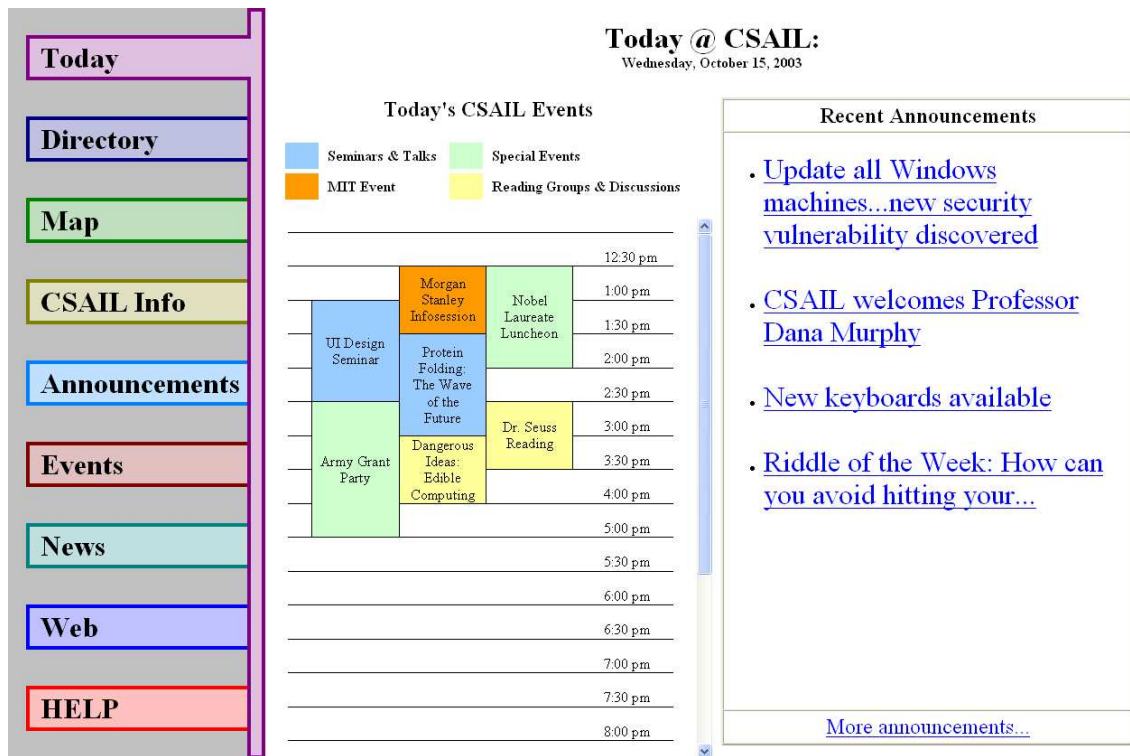 Today
Directory
Map
CSAIL Info
Announcements
Events
News
Web
HELP
Today @ CSAIL:
Wednesday, October 15, 2003
Today's CSAIL Events
Seminars & Talks
Special Events
MIT Event
Reading Groups & Discussions
12:30 pm
1:00 pm
1:30 pm
2:00 pm
2:30 pm
3:00 pm
3:30 pm
4:00 pm
5:00 pm
5:30 pm
6:00 pm
6:30 pm
7:00 pm
7:30 pm
8:00 pm
UI Design
Seminar
Army Grant
Party
Morgan
Stanley
Infosession
Protein
Folding:
The Wave
of the
Future
Dangerous
Ideas:
Edible
Computing
Nobel
Laureate
Luncheon
Dr. Seuss
Reading
Recent Announcements
Update all Windows
machines...new security
vulnerability discovered
CSAIL welcomes Professor
Dana Murphy
New keyboards available
Riddle of the Week: How can
you avoid hitting your...
More announcements...